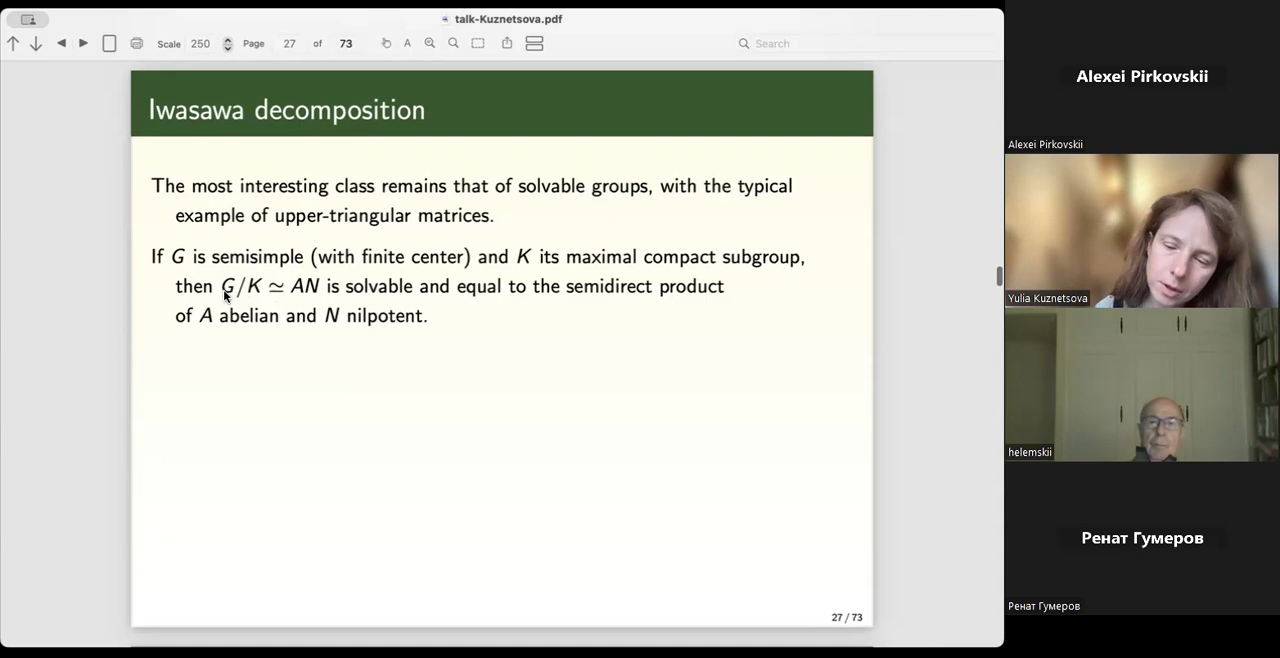 talk-Kuznetsova.pdf
Scale 250 Page 27 of 73 A Search
Iwasawa decomposition
The most interesting class remains that of solvable groups, with the typical
example of upper-triangular matrices.
If G is semisimple (with finite center) and K its maximal compact subgroup,
then G/K ≃ AN is solvable and equal to the semidirect product
of A abelian and N nilpotent.
27 / 73
Alexei Pirkovskii
Alexei Pirkovskii
Yulia Kuznetsova
helemskii
Ренат Гумеров
Ренат Гумеров